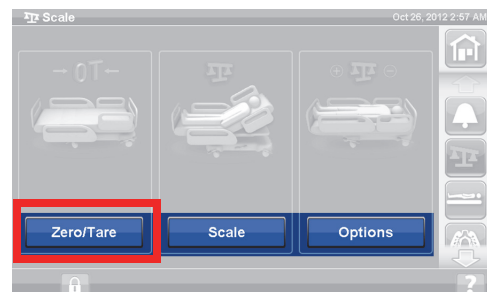 Scale
Oct 26, 2012 2:57 AM
→ 0T ←
Zero/Tare
Scale
Options
?